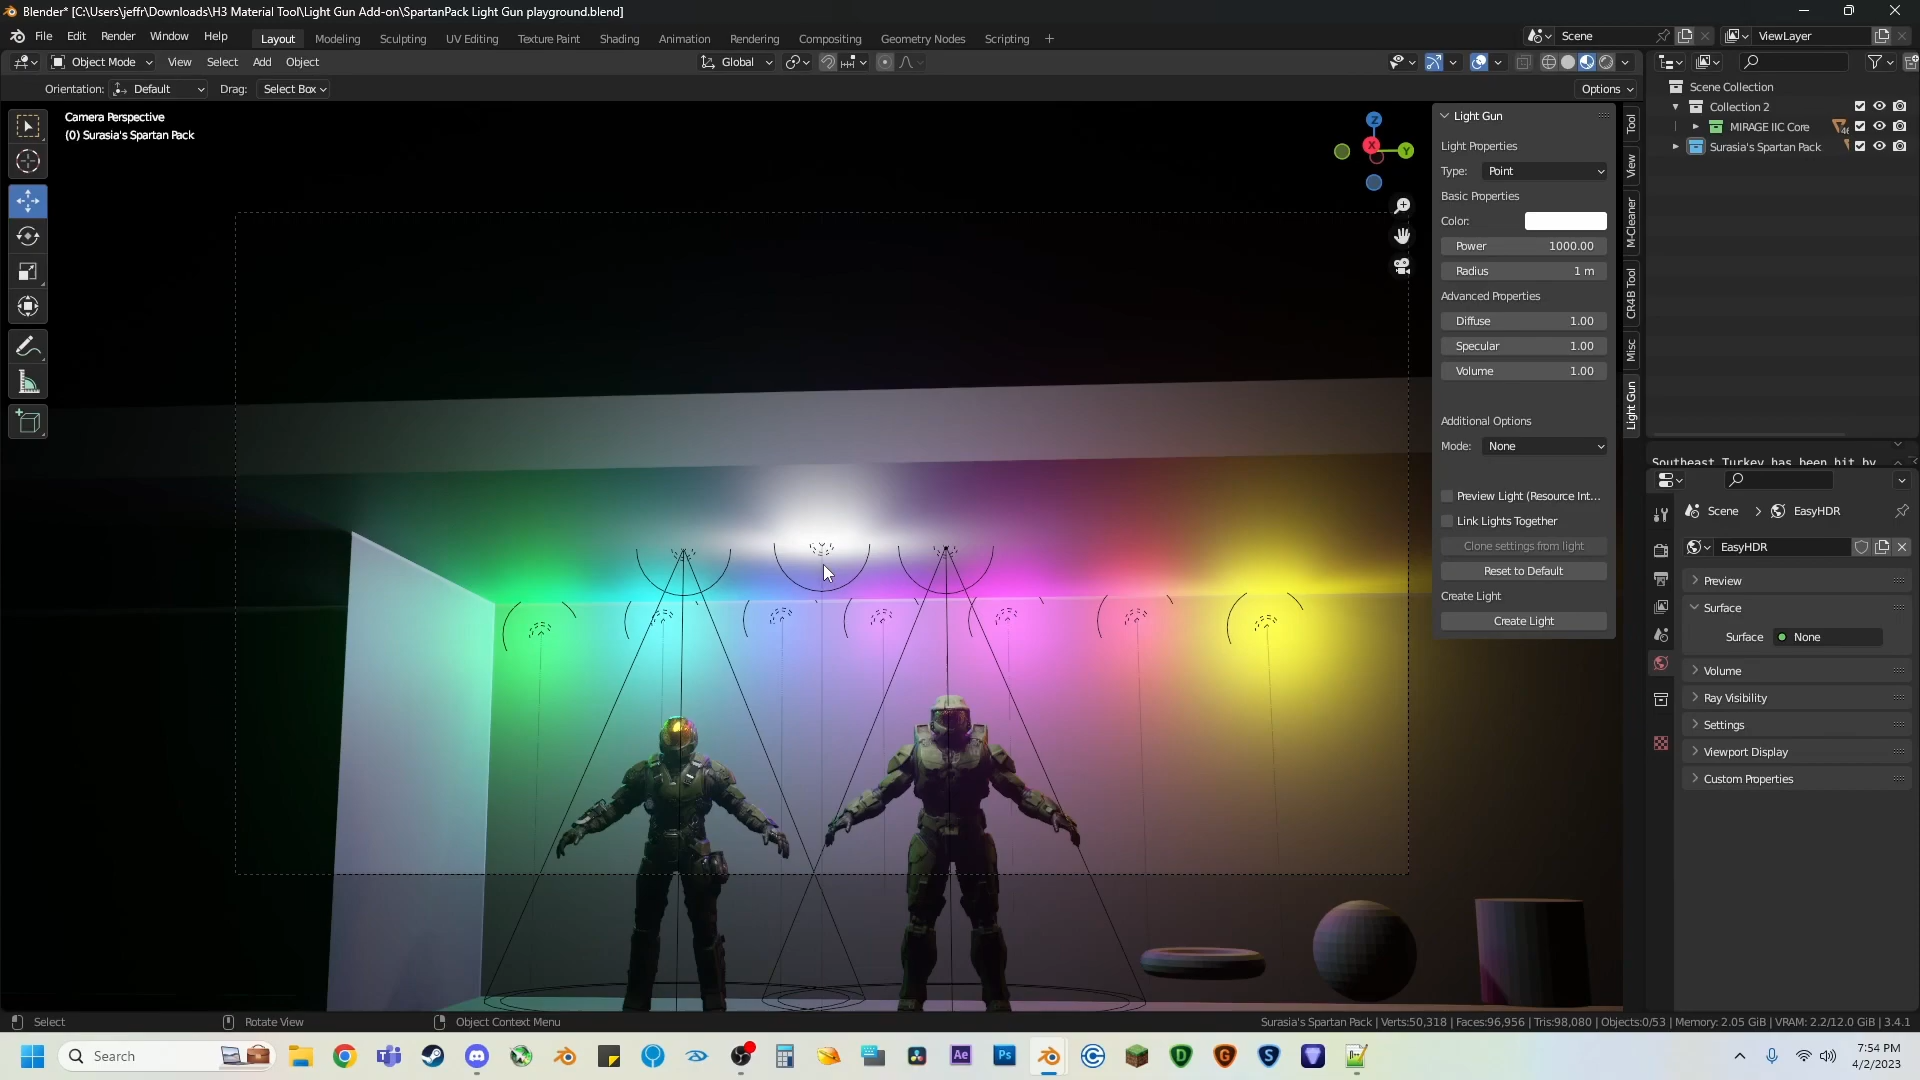 Blender* [C:\Users\jeffr\Downloads\H3 Material Tool\Light Gun Add-on\SpartanPack Light Gun playground.blend]
File Edit Render Window Help Layout Modeling Sculpting UV Editing Texture Paint Shading Animation Rendering Compositing Geometry Nodes Scripting + Scene ViewLayer
Object Mode View Select Add Object Global
Orientation: Default Drag: Select Box Options
Camera Perspective
(0) Surasia's Spartan Pack
Z
X
Y
Light Gun
Light Properties
Type: Point
Basic Properties
Color:
Power 1000.00
Radius 1 m
Advanced Properties
Diffuse 1.00
Specular 1.00
Volume 1.00
Additional Options
Mode: None
Preview Light (Resource Int...
Link Lights Together
Clone settings from light
Reset to Default
Create Light
Create Light
Tool
View
M-Cleaner
CR4B Tool
Misc
Light Gun
Scene Collection
Collection 2
MIRAGE IIC Core
Surasia's Spartan Pack
Southeast Turkey has been hit by
Scene > EasyHDR
EasyHDR
Preview
Surface
Surface None
Volume
Ray Visibility
Settings
Viewport Display
Custom Properties
Select Rotate View Object Context Menu Surasia's Spartan Pack | Verts:50,318 | Faces:96,956 | Tris:98,080 | Objects:0/53 | Memory: 2.05 GiB | VRAM: 2.2/12.0 GiB | 3.4.1
Search Ae Ps
7:54 PM
4/2/2023